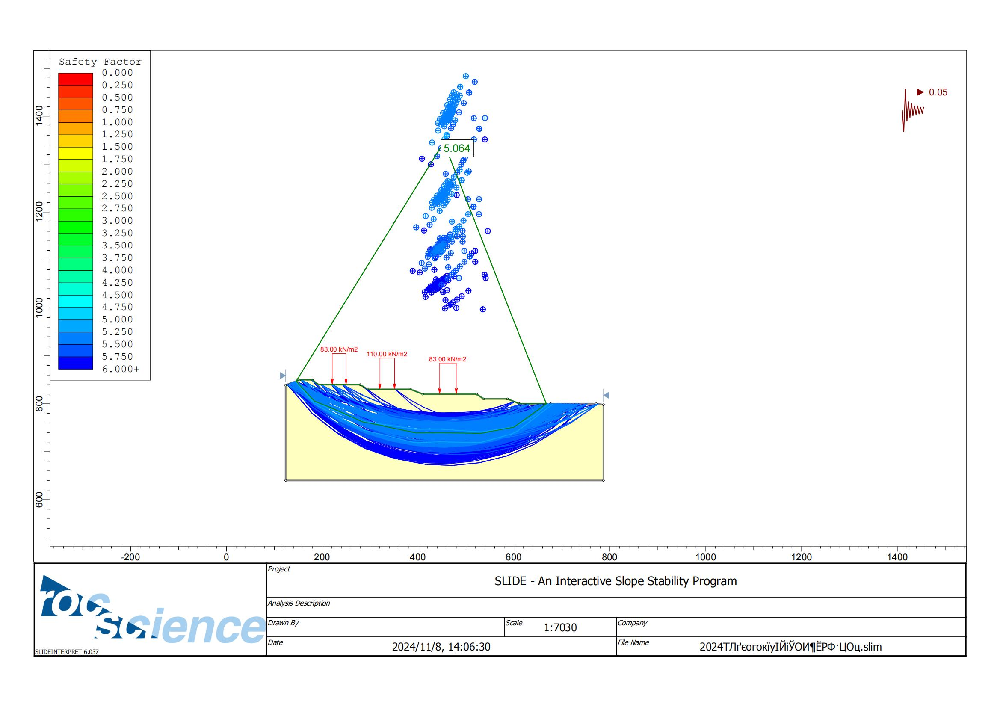 Safety Factor
0.000
0.250
0.500
0.750
1.000
1.250
1.500
1.750
2.000
2.250
2.500
2.750
3.000
3.250
3.500
3.750
4.000
4.250
4.500
4.750
5.000
5.250
5.500
5.750
6.000+
0.05
5.064
83.00 kN/m2
110.00 kN/m2
83.00 kN/m2
1400
1200
1000
800
600
-200 0 200 400 600 800 1000 1200 1400
rocscience
SLIDEINTERPRET 6.037
Project
SLIDE - An Interactive Slope Stability Program
Analysis Description
Drawn By
Scale 1:7030
Company
Date 2024/11/8, 14:06:30
File Name 2024ТЛґєогокїуІЙіЎОИ¶ЁРФ·ЦОц.slim